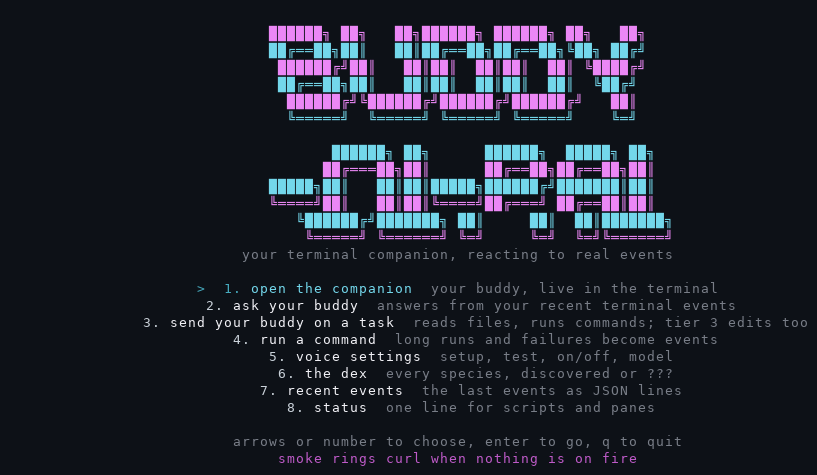 BUDDY
-OL-PAL
your terminal companion, reacting to real events
> 1. open the companion your buddy, live in the terminal
2. ask your buddy answers from your recent terminal events
3. send your buddy on a task reads files, runs commands; tier 3 edits too
4. run a command long runs and failures become events
5. voice settings setup, test, on/off, model
6. the dex every species, discovered or ???
7. recent events the last events as JSON lines
8. status one line for scripts and panes
arrows or number to choose, enter to go, q to quit
smoke rings curl when nothing is on fire